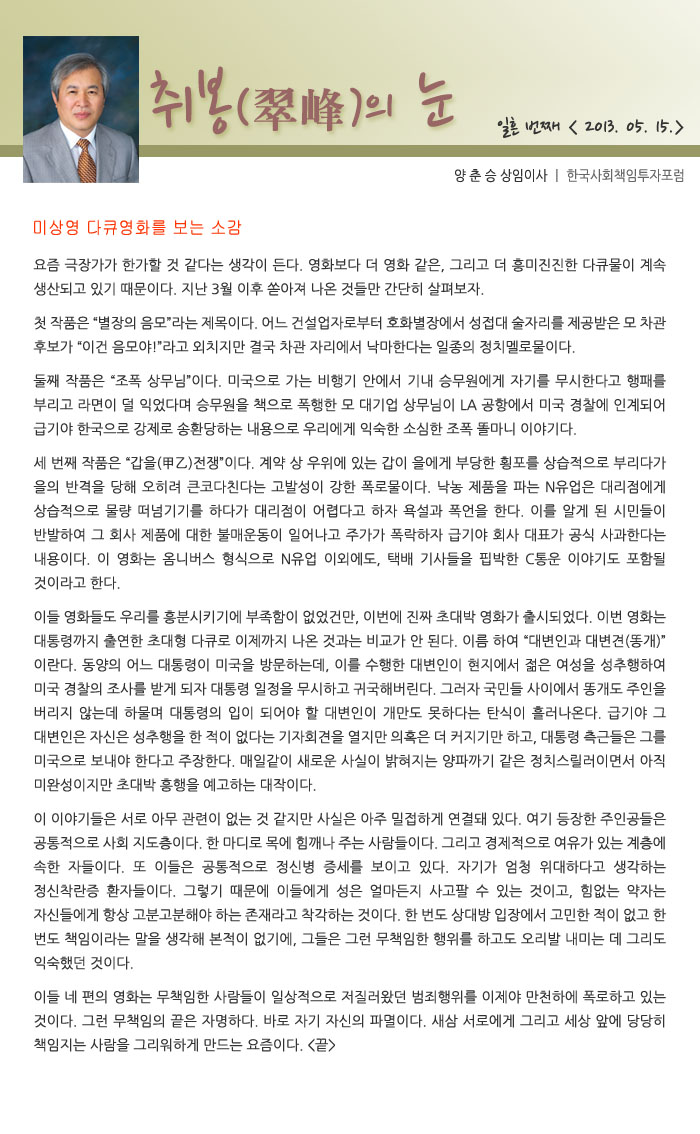 취봉(翠峰)의 눈
일흔 번째 < 2013. 05. 15.>
양 춘 승 상임이사 ㅣ 한국사회책임투자포럼
미상영 다큐영화를 보는 소감
요즘 극장가가 한가할 것 같다는 생각이 든다. 영화보다 더 영화 같은, 그리고 더 흥미진진한 다큐물이 계속
생산되고 있기 때문이다. 지난 3월 이후 쏟아져 나온 것들만 간단히 살펴보자.
첫 작품은 “별장의 음모”라는 제목이다. 어느 건설업자로부터 호화별장에서 성접대 술자리를 제공받은 모 차관
후보가 “이건 음모야!”라고 외치지만 결국 차관 자리에서 낙마한다는 일종의 정치멜로물이다.
둘째 작품은 “조폭 상무님”이다. 미국으로 가는 비행기 안에서 기내 승무원에게 자기를 무시한다고 행패를
부리고 라면이 덜 익었다며 승무원을 책으로 폭행한 모 대기업 상무님이 LA 공항에서 미국 경찰에 인계되어
급기야 한국으로 강제로 송환당하는 내용으로 우리에게 익숙한 소심한 조폭 똘마니 이야기다.
세 번째 작품은 “갑을(甲乙)전쟁”이다. 계약 상 우위에 있는 갑이 을에게 부당한 횡포를 상습적으로 부리다가
을의 반격을 당해 오히려 큰코다친다는 고발성이 강한 폭로물이다. 낙농 제품을 파는 N유업은 대리점에게
상습적으로 물량 떠넘기기를 하다가 대리점이 어렵다고 하자 욕설과 폭언을 한다. 이를 알게 된 시민들이
반발하여 그 회사 제품에 대한 불매운동이 일어나고 주가가 폭락하자 급기야 회사 대표가 공식 사과한다는
내용이다. 이 영화는 옴니버스 형식으로 N유업 이외에도, 택배 기사들을 핍박한 C통운 이야기도 포함될
것이라고 한다.
이들 영화들도 우리를 흥분시키기에 부족함이 없었건만, 이번에 진짜 초대박 영화가 출시되었다. 이번 영화는
대통령까지 출연한 초대형 다큐로 이제까지 나온 것과는 비교가 안 된다. 이름 하여 “대변인과 대변견(똥개)”
이란다. 동양의 어느 대통령이 미국을 방문하는데, 이를 수행한 대변인이 현지에서 젊은 여성을 성추행하여
미국 경찰의 조사를 받게 되자 대통령 일정을 무시하고 귀국해버린다. 그러자 국민들 사이에서 똥개도 주인을
버리지 않는데 하물며 대통령의 입이 되어야 할 대변인이 개만도 못하다는 탄식이 흘러나온다. 급기야 그
대변인은 자신은 성추행을 한 적이 없다는 기자회견을 열지만 의혹은 더 커지기만 하고, 대통령 측근들은 그를
미국으로 보내야 한다고 주장한다. 매일같이 새로운 사실이 밝혀지는 양파까기 같은 정치스릴러이면서 아직
미완성이지만 초대박 흥행을 예고하는 대작이다.
이 이야기들은 서로 아무 관련이 없는 것 같지만 사실은 아주 밀접하게 연결돼 있다. 여기 등장한 주인공들은
공통적으로 사회 지도층이다. 한 마디로 목에 힘깨나 주는 사람들이다. 그리고 경제적으로 여유가 있는 계층에
속한 자들이다. 또 이들은 공통적으로 정신병 증세를 보이고 있다. 자기가 엄청 위대하다고 생각하는
정신착란증 환자들이다. 그렇기 때문에 이들에게 성은 얼마든지 사고팔 수 있는 것이고, 힘없는 약자는
자신들에게 항상 고분고분해야 하는 존재라고 착각하는 것이다. 한 번도 상대방 입장에서 고민한 적이 없고 한
번도 책임이라는 말을 생각해 본적이 없기에, 그들은 그런 무책임한 행위를 하고도 오리발 내미는 데 그리도
익숙했던 것이다.
이들 네 편의 영화는 무책임한 사람들이 일상적으로 저질러왔던 범죄행위를 이제야 만천하에 폭로하고 있는
것이다. 그런 무책임의 끝은 자명하다. 바로 자기 자신의 파멸이다. 새삼 서로에게 그리고 세상 앞에 당당히
책임지는 사람을 그리워하게 만드는 요즘이다. <끝>